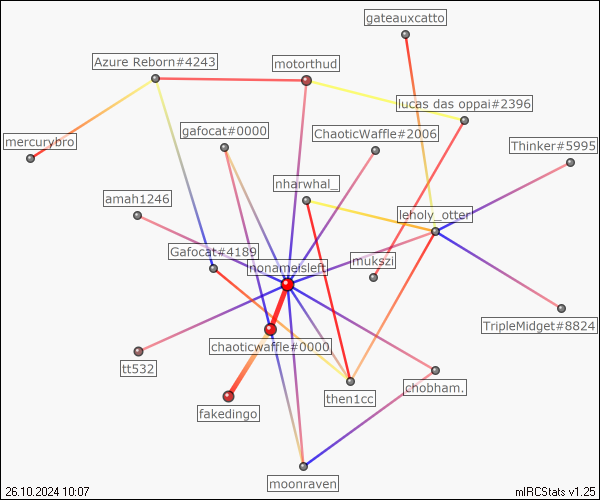 gateauxcatto
Azure Reborn#4243
motorthud
lucas das oppai#2396
gafocat#0000
ChaoticWaffle#2006
mercurybro
Thinker#5995
nharwhal_
amah1246
leholy_otter
Gafocat#4189
mukszi
nonameisleft
TripleMidget#8824
chaoticwaffle#0000
tt532
chobham.
then1cc
fakedingo
moonraven
26.10.2024 10:07
mIRCStats v1.25